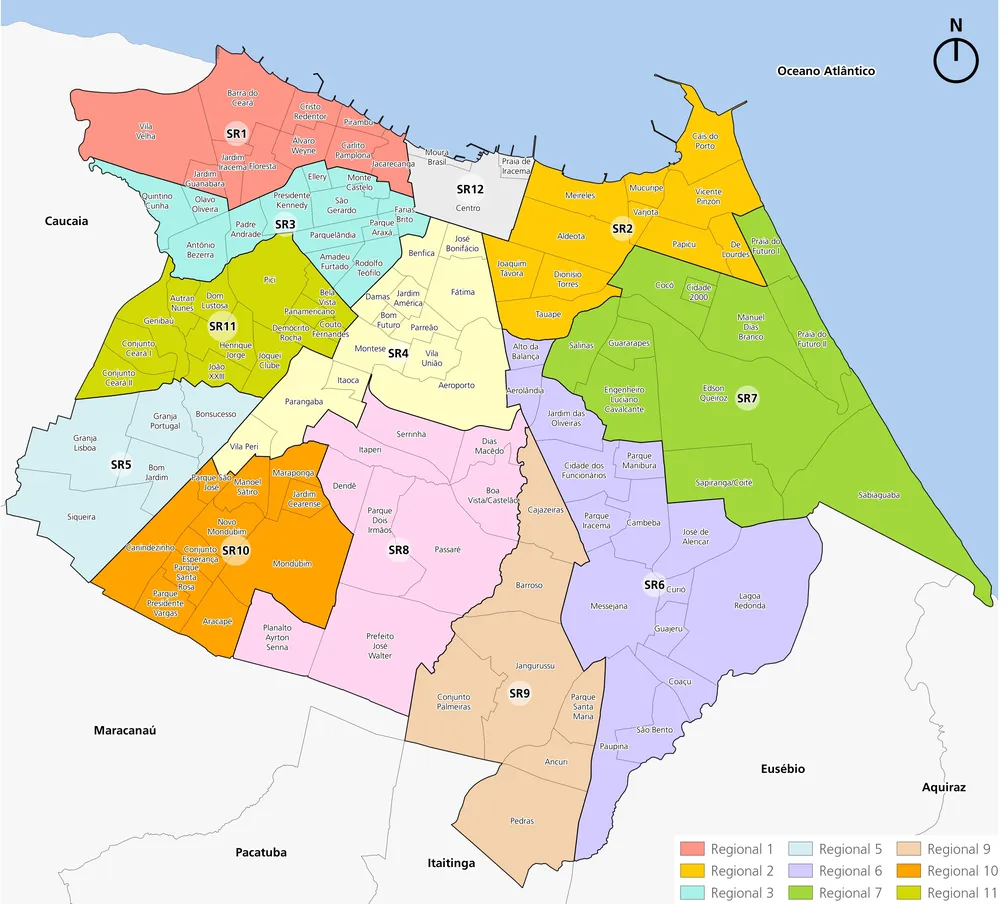 N
Oceano Atlântico
Caucaia
Maracanaú
Pacatuba
Itaitinga
Eusébio
Aquiraz
SR1
Vila
Velha
Barra do
Ceará
Cristo
Redentor
Pirambu
Álvaro
Weyne
Carlito
Pamplona
Jacarecanga
Jardim
Iracema
Floresta
Jardim
Guanabara
SR12
Moura
Brasil
Praia de
Iracema
Centro
SR3
Quintino
Cunha
Olavo
Oliveira
Antônio
Bezerra
Padre
Andrade
Presidente
Kennedy
Ellery
Monte
Castelo
São
Gerardo
Farias
Brito
Parque
Araxá
Parquelândia
Amadeu
Furtado
Rodolfo
Teófilo
SR2
Cais do
Porto
Meireles
Mucuripe
Vicente
Pinzón
Varjota
Aldeota
Papicu
De
Lourdes
Joaquim
Távora
Dionísio
Torres
Tauape
SR11
Pici
Autran
Nunes
Dom
Lustosa
Genibaú
Bela
Vista
Panamericano
Couto
Fernandes
Demócrito
Rocha
Henrique
Jorge
Jóquei
Clube
João
XXIII
Conjunto
Ceará I
Conjunto
Ceará II
SR4
José
Bonifácio
Benfica
Fátima
Damas
Jardim
América
Bom
Futuro
Parreão
Montese
Vila
União
Aeroporto
Itaoca
Parangaba
Vila Peri
SR7
Praia do
Futuro I
Cocó
Cidade
2000
Manuel
Dias
Branco
Praia do
Futuro II
Salinas
Guararapes
Engenheiro
Luciano
Cavalcante
Edson
Queiroz
Sapiranga/Coité
Sabiaguaba
SR5
Granja
Portugal
Bonsucesso
Granja
Lisboa
Bom
Jardim
Siqueira
SR10
Parque São
José
Manoel
Sátiro
Maraponga
Jardim
Cearense
Novo
Mondubim
Canindezinho
Conjunto
Esperança
Parque
Santa
Rosa
Mondubim
Parque
Presidente
Vargas
Aracapé
SR8
Serrinha
Itaperi
Dias
Macêdo
Dendê
Boa
Vista/Castelão
Parque
Dois
Irmãos
Passaré
Planalto
Ayrton
Senna
Prefeito
José
Walter
SR9
Cajazeiras
Barroso
Jangurussu
Conjunto
Palmeiras
Parque
Santa
Maria
Ancuri
Pedras
SR6
Alto da
Balança
Aerolândia
Jardim das
Oliveiras
Cidade dos
Funcionários
Parque
Manibura
Parque
Iracema
Cambeba
José de
Alencar
Curió
Messejana
Lagoa
Redonda
Guajeru
Coaçu
São Bento
Paupina
Regional 1
Regional 2
Regional 3
Regional 5
Regional 6
Regional 7
Regional 9
Regional 10
Regional 11